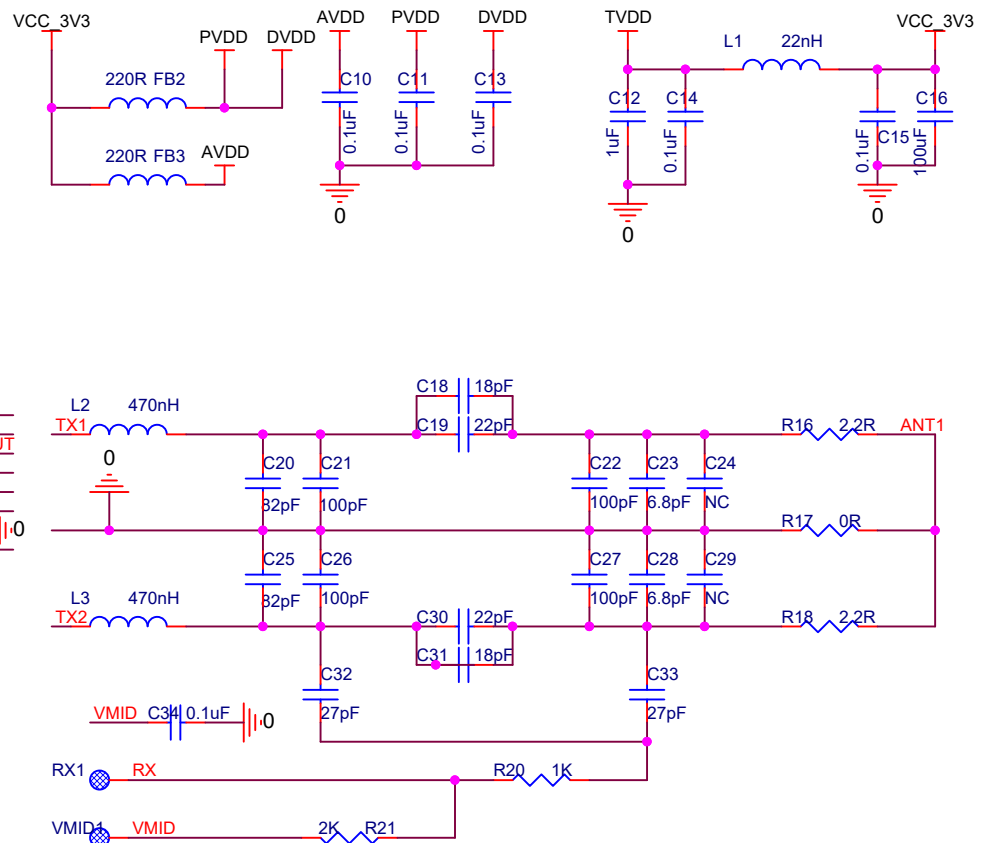 VCC_3V3
PVDD
DVDD
220R FB2
220R FB3
AVDD
AVDD
PVDD
DVDD
C10
0.1uF
C11
0.1uF
C13
0.1uF
0
TVDD
L1
22nH
VCC_3V3
C12
1uF
C14
0.1uF
0
C15
0.1uF
C16
100uF
0
L2
470nH
TX1
C18
18pF
C19
22pF
R16
2.2R
ANT1
0
C20
82pF
C21
100pF
C22
100pF
C23
6.8pF
C24
NC
R17
0R
0
C25
82pF
C26
100pF
C27
100pF
C28
6.8pF
C29
NC
L3
470nH
TX2
C30
22pF
C31
18pF
R18
2.2R
C32
27pF
C33
27pF
VMID
C34
0.1uF
0
RX1
RX
R20
1K
VMID1
VMID
2K
R21